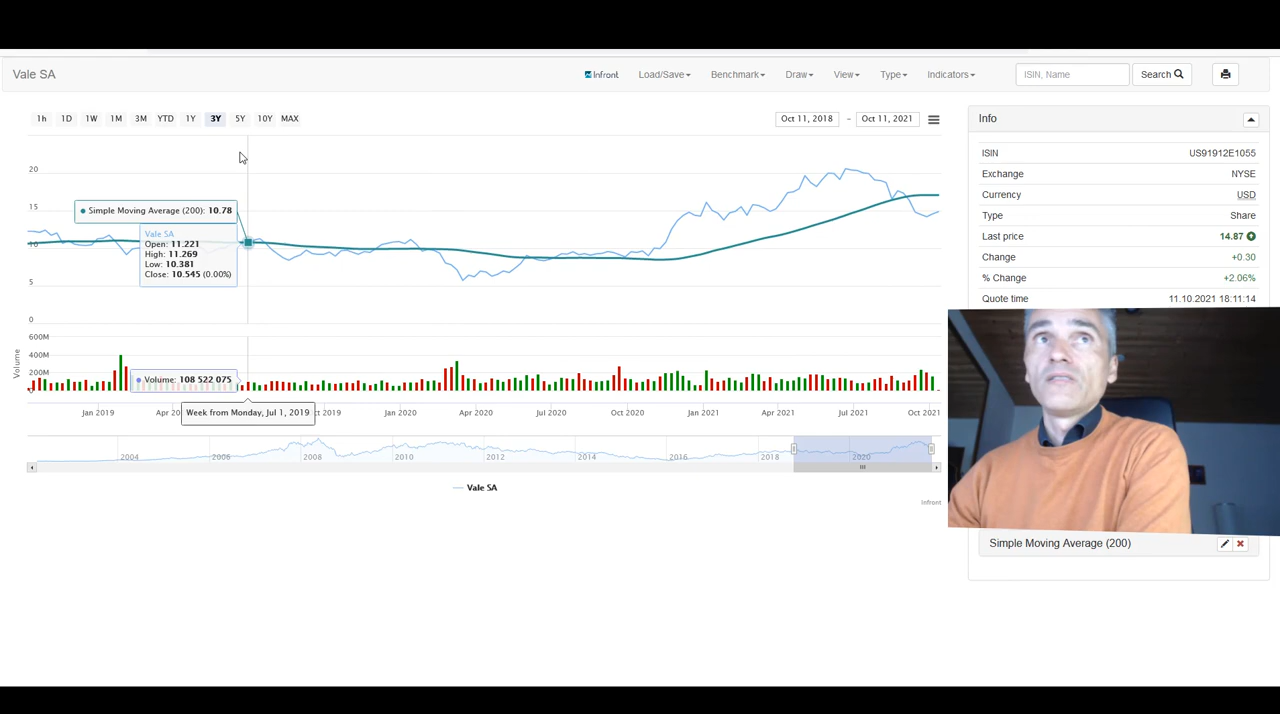 Vale SA
Infront Load/Save Benchmark Draw View Type Indicators ISIN, Name Search
1h 1D 1W 1M 3M YTD 1Y 3Y 5Y 10Y MAX Oct 11, 2018 – Oct 11, 2021
Info
ISIN US91912E1055
Exchange NYSE
Currency USD
Type Share
Last price 14.87
Change +0.30
% Change +2.06%
Quote time 11.10.2021 18:11:14
20
15
10
5
0
Simple Moving Average (200): 10.78
Vale SA
Open: 11.221
High: 11.269
Low: 10.381
Close: 10.545 (0.00%)
Volume
600M
400M
200M
0
Volume: 108 522 075
Jan 2019 Apr 20 ct 2019 Jan 2020 Apr 2020 Jul 2020 Oct 2020 Jan 2021 Apr 2021 Jul 2021 Oct 2021
Week from Monday, Jul 1, 2019
2004 2006 2008 2010 2012 2014 2016 2018 2020
Vale SA
Infront
Simple Moving Average (200)